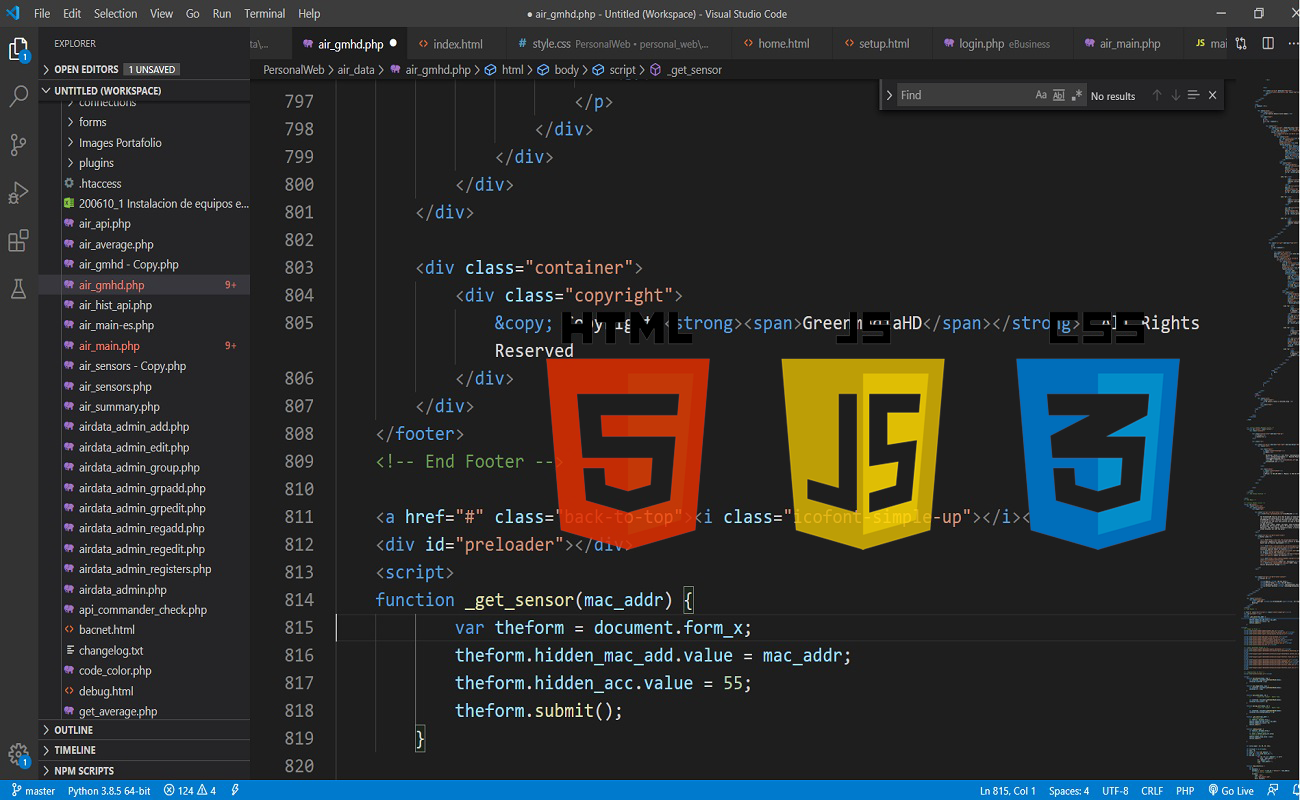 File Edit Selection View Go Run Terminal Help
● air_gmhd.php - Untitled (Workspace) - Visual Studio Code
EXPLORER
OPEN EDITORS 1 UNSAVED
UNTITLED (WORKSPACE)
connections
forms
Images Portafolio
plugins
.htaccess
200610_1 Instalacion de equipos e...
air_api.php
air_average.php
air_gmhd - Copy.php
air_gmhd.php 9+
air_hist_api.php
air_main-es.php
air_main.php 9+
air_sensors - Copy.php
air_sensors.php
air_summary.php
airdata_admin_add.php
airdata_admin_edit.php
airdata_admin_group.php
airdata_admin_grpadd.php
airdata_admin_grpedit.php
airdata_admin_regadd.php
airdata_admin_regedit.php
airdata_admin_registers.php
airdata_admin.php
api_commander_check.php
bacnet.html
changelog.txt
code_color.php
debug.html
get_average.php
OUTLINE
TIMELINE
NPM SCRIPTS
ta\... air_gmhd.php ● index.html # style.css PersonalWeb • personal_web\... home.html setup.html login.php eBusiness air_main.php JS mai
PersonalWeb > air_data > air_gmhd.php > html > body > script > _get_sensor
Find Aa Abl .* No results
797 </p>
798 </div>
799 </div>
800 </div>
801 </div>
802
803 <div class="container">
804 <div class="copyright">
805 &copy; <strong><span>Green HD</span></strong> Rights
Reserved
806 </div>
807 </div>
808 </footer>
809 <!-- End Footer --
810
811 <a href="#" class="back-to-top"><i class="icofont-simple-up"></i><
812 <div id="preloader"></div>
813 <script>
814 function _get_sensor(mac_addr) {
815 var theform = document.form_x;
816 theform.hidden_mac_add.value = mac_addr;
817 theform.hidden_acc.value = 55;
818 theform.submit();
819 }
820
HTML JS CSS
5 JS 3
master Python 3.8.5 64-bit 124 4 Ln 815, Col 1 Spaces: 4 UTF-8 CRLF PHP Go Live